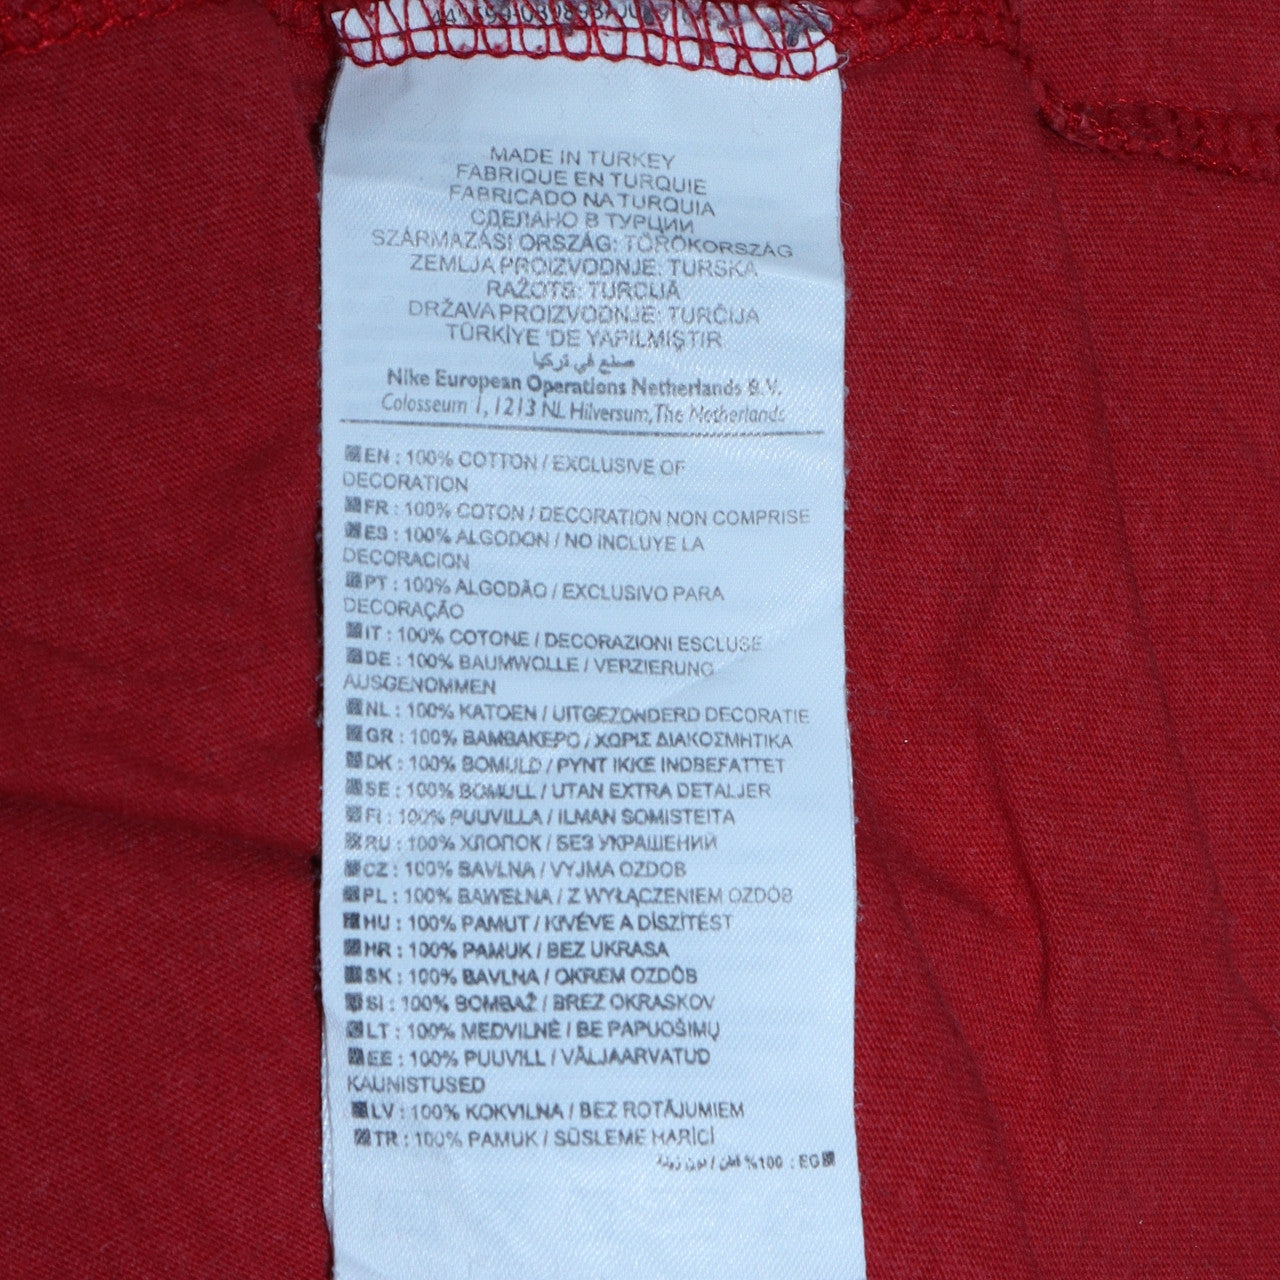 MADE IN TURKEY
FABRIQUE EN TURQUIE
FABRICADO NA TURQUIA
СДЕЛАНО В ТУРЦИИ
SZÁRMAZÁSI ORSZÁG: TÖRÖKORSZÁG
ZEMLJA PROIZVODNJE: TURSKA
RAŽOTS: TURCIJĀ
DRŽAVA PROIZVODNJE: TURČIJA
TÜRKİYE 'DE YAPILMIŞTIR
صنع في تركيا
Nike European Operations Netherlands B.V.
Colosseum 1, 1213 NL Hilversum, The Netherlands
EN : 100% COTTON / EXCLUSIVE OF
DECORATION
FR : 100% COTON / DECORATION NON COMPRISE
ES : 100% ALGODON / NO INCLUYE LA
DECORACION
PT : 100% ALGODÃO / EXCLUSIVO PARA
DECORAÇÃO
IT : 100% COTONE / DECORAZIONI ESCLUSE
DE : 100% BAUMWOLLE / VERZIERUNG
AUSGENOMMEN
NL : 100% KATOEN / UITGEZONDERD DECORATIE
GR : 100% ΒΑΜΒΑΚΕΡΟ / ΧΩΡΙΣ ΔΙΑΚΟΣΜΗΤΙΚΑ
DK : 100% BOMULD / PYNT IKKE INDBEFATTET
SE : 100% BOMULL / UTAN EXTRA DETALJER
FI : 100% PUUVILLA / ILMAN SOMISTEITA
RU : 100% ХЛОПОК / БЕЗ УКРАШЕНИЙ
CZ : 100% BAVLNA / VYJMA OZDOB
PL : 100% BAWEŁNA / Z WYŁĄCZENIEM OZDÓB
HU : 100% PAMUT / KIVÉVE A DÍSZÍTÉST
HR : 100% PAMUK / BEZ UKRASA
SK : 100% BAVLNA / OKREM OZDÔB
SI : 100% BOMBAŽ / BREZ OKRASKOV
LT : 100% MEDVILNĖ / BE PAPUOŠIMŲ
EE : 100% PUUVILL / VÄLJAARVATUD
KAUNISTUSED
LV : 100% KOKVILNA / BEZ ROTĀJUMIEM
TR : 100% PAMUK / SÜSLEME HARİCİ
EG : 100% قطن / بدون زينة